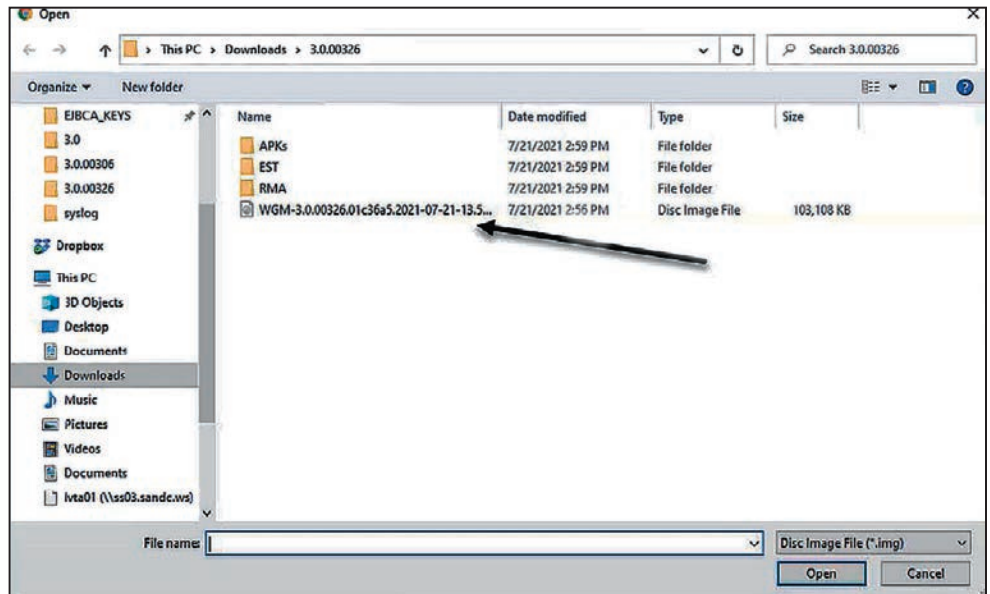 Open
This PC > Downloads > 3.0.00326
Search 3.0.00326
Organize New folder
EJBCA_KEYS
3.0
3.0.00306
3.0.00326
syslog
Dropbox
This PC
3D Objects
Desktop
Documents
Downloads
Music
Pictures
Videos
Documents
lvta01 (\\ss03.sandc.ws)
Name Date modified Type Size
APKs 7/21/2021 2:59 PM File folder
EST 7/21/2021 2:59 PM File folder
RMA 7/21/2021 2:59 PM File folder
WGM-3.0.00326.01c36a5.2021-07-21-13.5... 7/21/2021 2:56 PM Disc Image File 103,108 KB
File name: Disc Image File (*.img)
Open Cancel